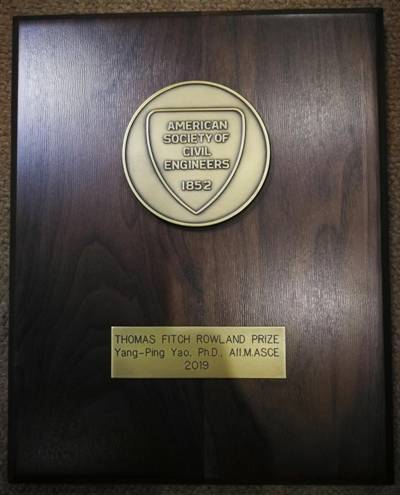 AMERICAN
SOCIETY OF
CIVIL
ENGINEERS
1852
THOMAS FITCH ROWLAND PRIZE
Yang-Ping Yao, Ph.D., Aff.M.ASCE
2019